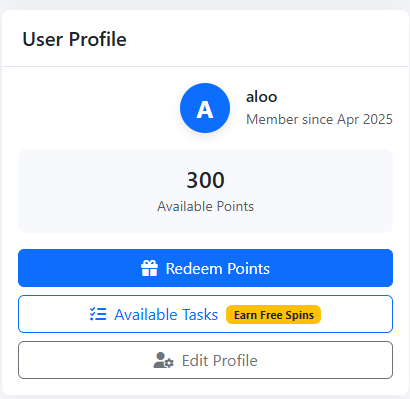 User Profile
A
aloo
Member since Apr 2025
300
Available Points
Redeem Points
Available Tasks Earn Free Spins
Edit Profile